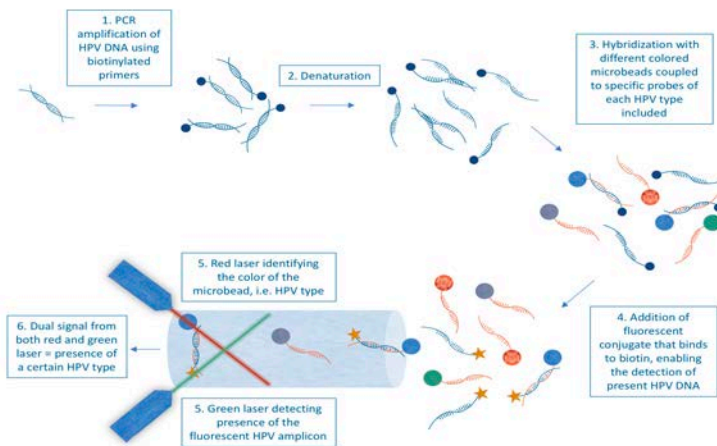 1. PCR
amplification of
HPV DNA using
biotinylated
primers
2. Denaturation
3. Hybridization with
different colored
microbeads coupled
to specific probes of
each HPV type
included
4. Addition of
fluorescent
conjugate that binds
to biotin, enabling
the detection of
present HPV DNA
5. Red laser identifying
the color of the
microbead, i.e. HPV type
5. Green laser detecting
presence of the
fluorescent HPV amplicon
6. Dual signal from
both red and green
laser = presence of
a certain HPV type